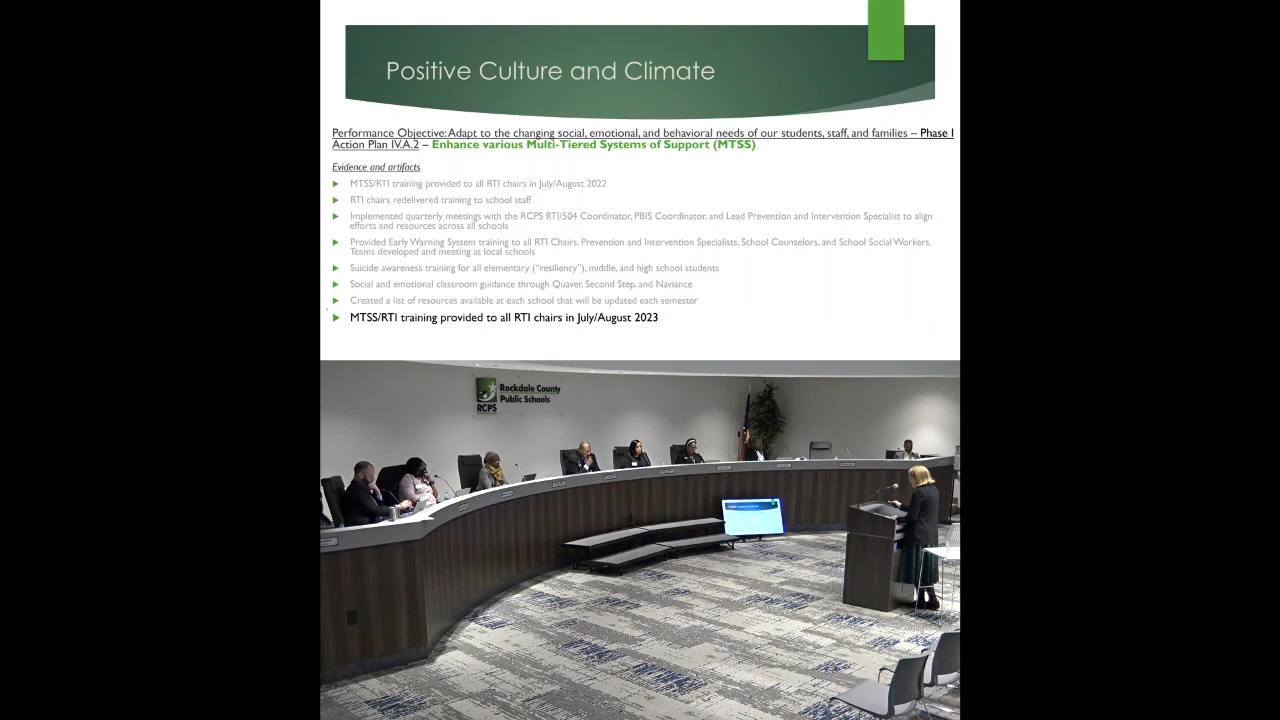 Positive Culture and Climate
Performance Objective: Adapt to the changing social, emotional, and behavioral needs of our students, staff, and families – Phase I
Action Plan IV.A.2 – Enhance various Multi-Tiered Systems of Support (MTSS)
Evidence and artifacts
MTSS/RTI training provided to all RTI chairs in July/August 2022
RTI chairs redelivered training to school staff
Implemented quarterly meetings with the RCPS RTI/504 Coordinator, PBIS Coordinator, and Lead Prevention and Intervention Specialist to align
efforts and resources across all schools
Provided Early Warning System training to all RTI Chairs, Prevention and Intervention Specialists, School Counselors, and School Social Workers.
Teams developed and meeting at local schools
Suicide awareness training for all elementary (“resiliency”), middle, and high school students
Social and emotional classroom guidance through Quaver, Second Step, and Naviance
Created a list of resources available at each school that will be updated each semester
MTSS/RTI training provided to all RTI chairs in July/August 2023
Rockdale County
Public Schools
RCPS